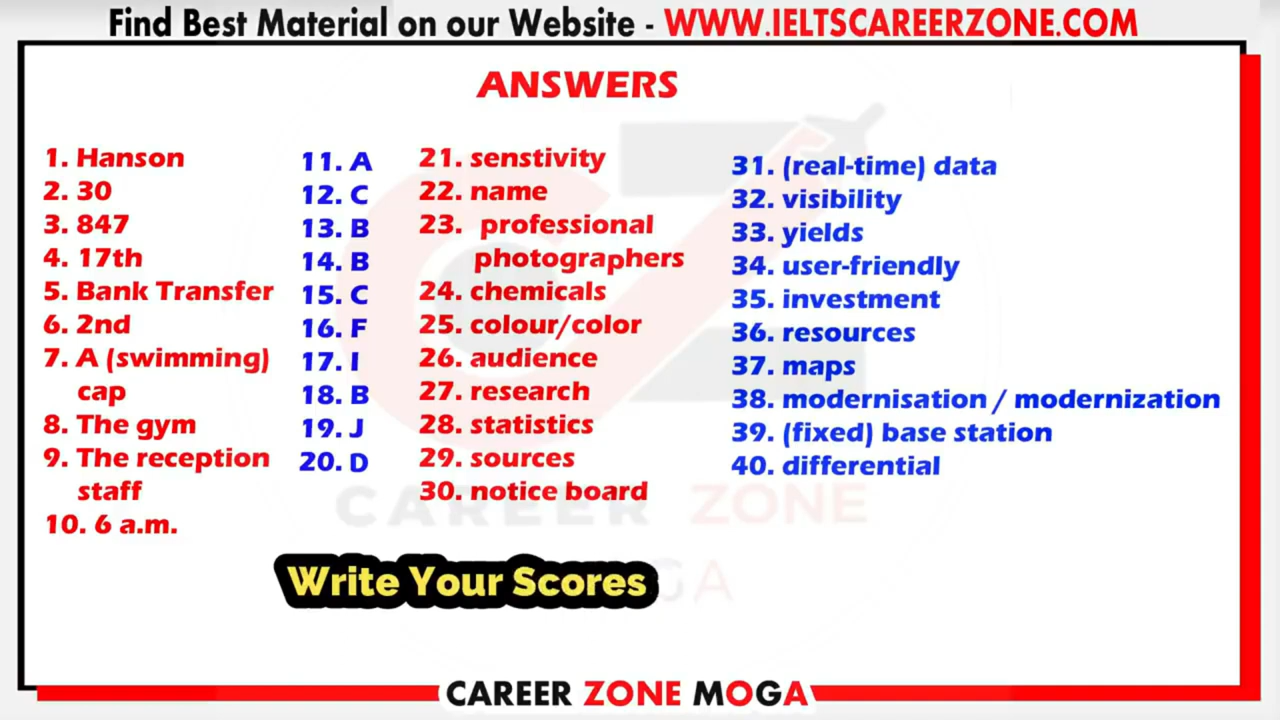 Find Best Material on our Website - WWW.IELTSCAREERZONE.COM
ANSWERS
1. Hanson
2. 30
3. 847
4. 17th
5. Bank Transfer
6. 2nd
7. A (swimming)
cap
8. The gym
9. The reception
staff
10. 6 a.m.
11. A
12. C
13. B
14. B
15. C
16. F
17. I
18. B
19. J
20. D
21. senstivity
22. name
23. professional
photographers
24. chemicals
25. colour/color
26. audience
27. research
28. statistics
29. sources
30. notice board
31. (real-time) data
32. visibility
33. yields
34. user-friendly
35. investment
36. resources
37. maps
38. modernisation / modernization
39. (fixed) base station
40. differential
CAREER ZONE
GA
Write Your Scores
CAREER ZONE MOGA